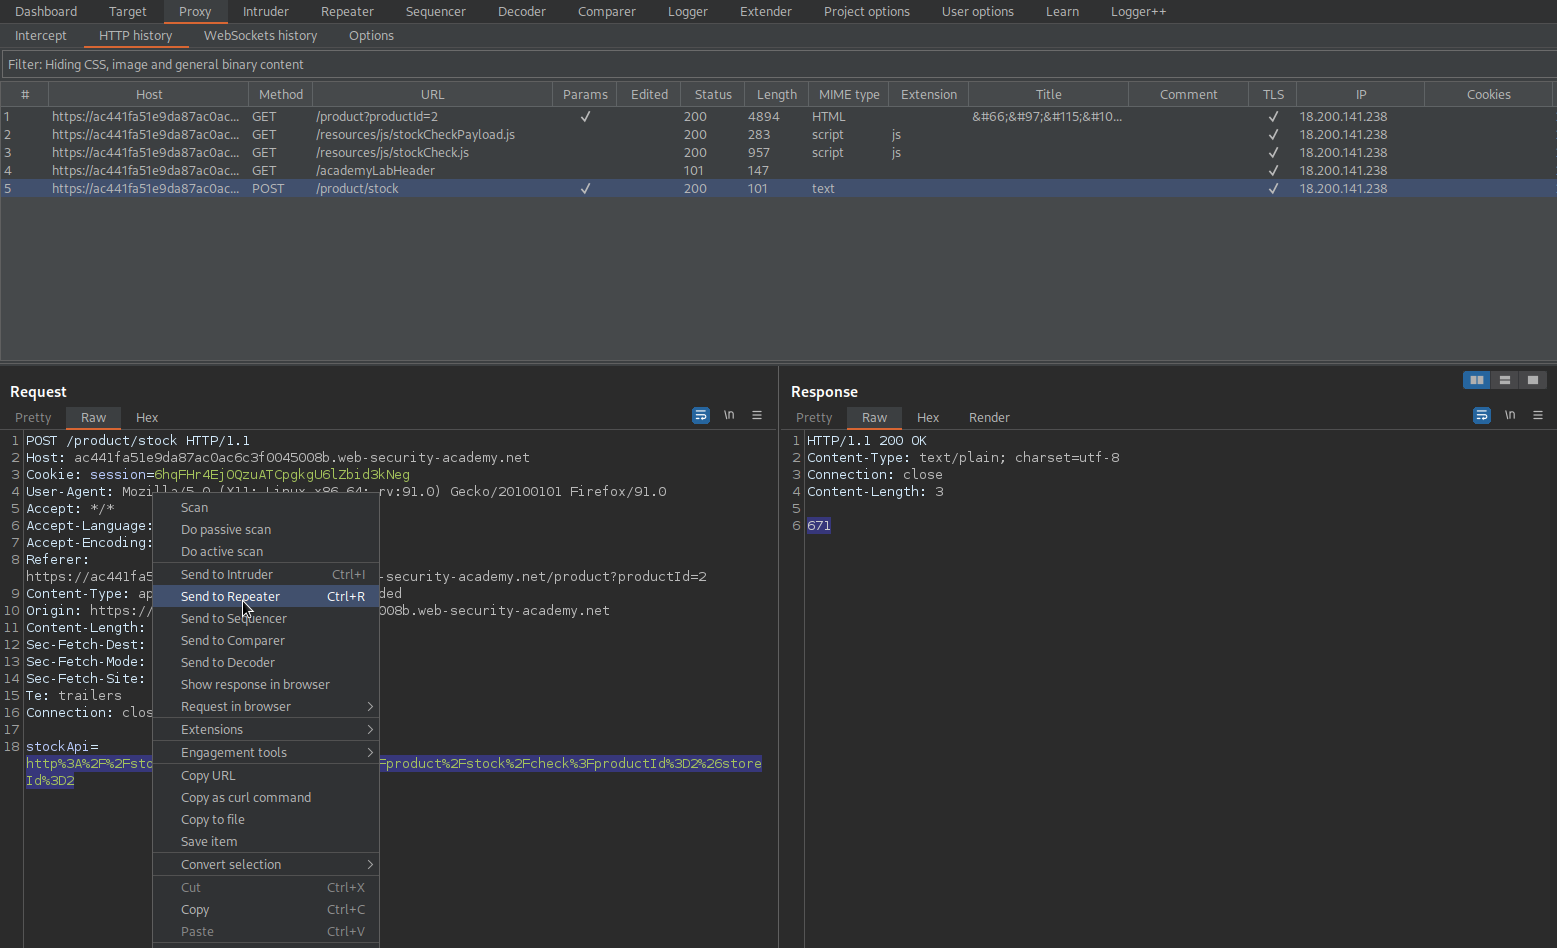 Dashboard Target Proxy Intruder Repeater Sequencer Decoder Comparer Logger Extender Project options User options Learn Logger++
Intercept HTTP history WebSockets history Options
Filter: Hiding CSS, image and general binary content
# Host Method URL Params Edited Status Length MIME type Extension Title Comment TLS IP Cookies
1 https://ac441fa51e9da87ac0ac... GET /product?productId=2 ✓ 200 4894 HTML &#66;&#97;&#115;&#10... ✓ 18.200.141.238
2 https://ac441fa51e9da87ac0ac... GET /resources/js/stockCheckPayload.js 200 283 script js ✓ 18.200.141.238
3 https://ac441fa51e9da87ac0ac... GET /resources/js/stockCheck.js 200 957 script js ✓ 18.200.141.238
4 https://ac441fa51e9da87ac0ac... GET /academyLabHeader 101 147 ✓ 18.200.141.238
5 https://ac441fa51e9da87ac0ac... POST /product/stock ✓ 200 101 text ✓ 18.200.141.238
Request
Pretty Raw Hex \n
1 POST /product/stock HTTP/1.1
2 Host: ac441fa51e9da87ac0ac6c3f0045008b.web-security-academy.net
3 Cookie: session=6hqFHr4EjOQzuATCpgkgU6lZbid3kNeg
4 User-Agent: Mozilla/5.0 (X11; Linux x86_64; rv:91.0) Gecko/20100101 Firefox/91.0
5 Accept: */*
6 Accept-Language:
7 Accept-Encoding:
8 Referer:
https://ac441fa5 -security-academy.net/product?productId=2
9 Content-Type: ap ded
10 Origin: https:// 008b.web-security-academy.net
11 Content-Length:
12 Sec-Fetch-Dest:
13 Sec-Fetch-Mode:
14 Sec-Fetch-Site:
15 Te: trailers
16 Connection: clos
17
18 stockApi=
http%3A%2F%2Fsto Fproduct%2Fstock%2Fcheck%3FproductId%3D2%26store
Id%3D2
Scan
Do passive scan
Do active scan
Send to Intruder Ctrl+I
Send to Repeater Ctrl+R
Send to Sequencer
Send to Comparer
Send to Decoder
Show response in browser
Request in browser
Extensions
Engagement tools
Copy URL
Copy as curl command
Copy to file
Save item
Convert selection
Cut Ctrl+X
Copy Ctrl+C
Paste Ctrl+V
Response
Pretty Raw Hex Render \n
1 HTTP/1.1 200 OK
2 Content-Type: text/plain; charset=utf-8
3 Connection: close
4 Content-Length: 3
5
6 671